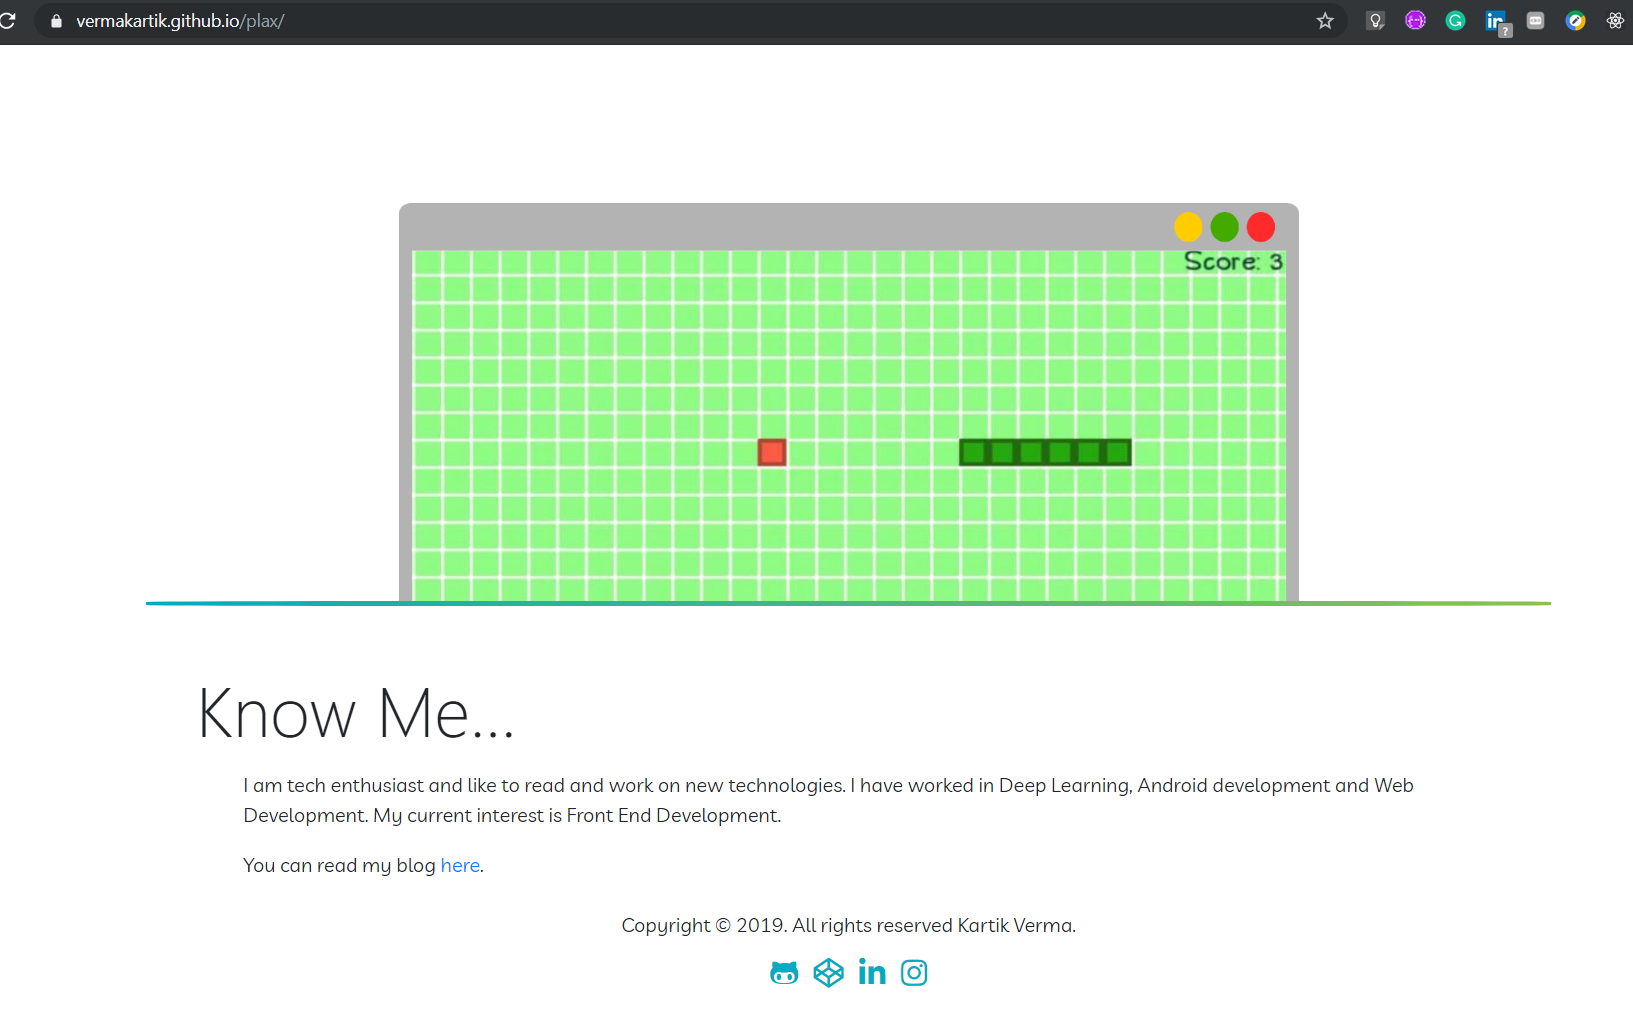 vermakartik.github.io/plax/
Score: 3
Know Me...
I am tech enthusiast and like to read and work on new technologies. I have worked in Deep Learning, Android development and Web
Development. My current interest is Front End Development.
You can read my blog here.
Copyright © 2019. All rights reserved Kartik Verma.